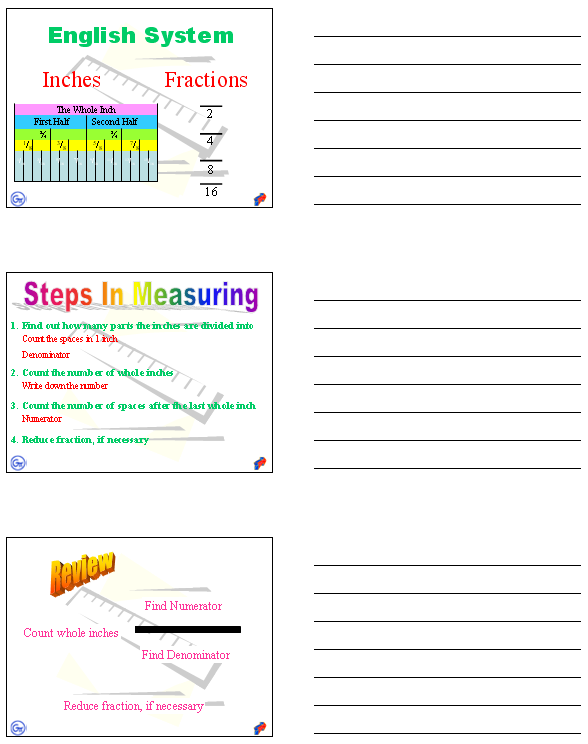 English System
Inches
Fractions
The Whole Inch
First Half Second Half
2
4
8
16
Steps In Measuring
1. Find out how many parts the inches are divided into
Count the spaces in 1 inch
Denominator
2. Count the number of whole inches
Write down the number
3. Count the number of spaces after the last whole inch
Numerator
4. Reduce fraction, if necessary
Review
Find Numerator
Count whole inches
Find Denominator
Reduce fraction, if necessary